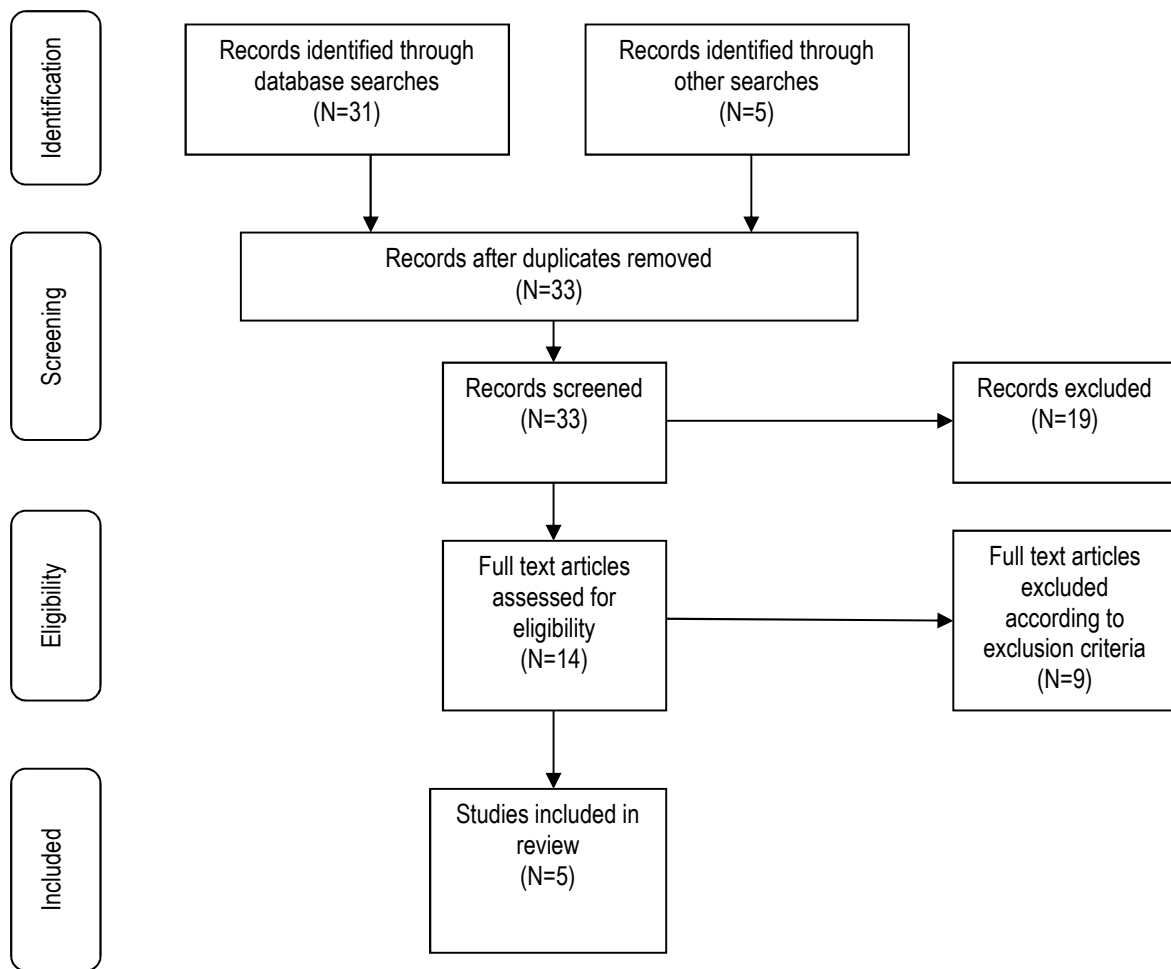 Identification
Records identified through
database searches
(N=31)
Records identified through
other searches
(N=5)
Screening
Records after duplicates removed
(N=33)
Records screened
(N=33)
Records excluded
(N=19)
Eligibility
Full text articles
assessed for
eligibility
(N=14)
Full text articles
excluded
according to
exclusion criteria
(N=9)
Included
Studies included in
review
(N=5)